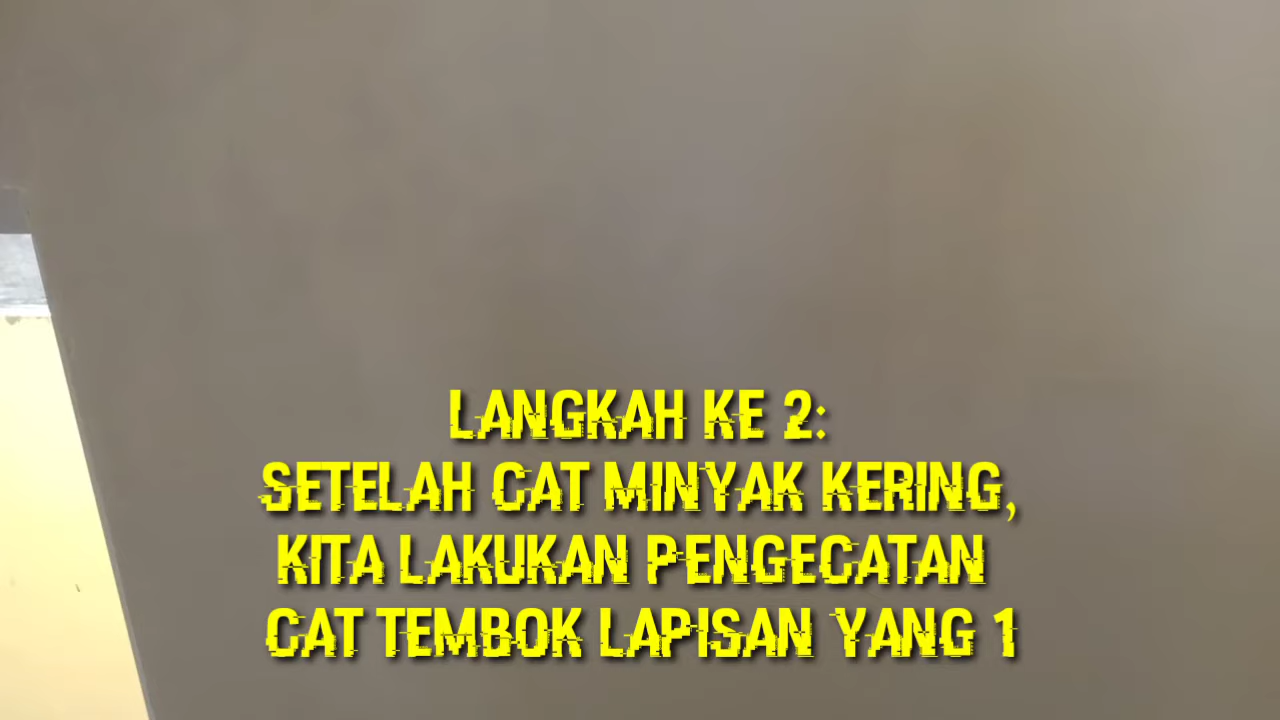 LANGKAH KE 2:
SETELAH CAT MINYAK KERING,
KITA LAKUKAN PENGECATAN
CAT TEMBOK LAPISAN YANG 1